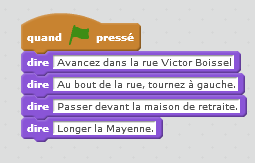 quand pressé
dire Avancez dans la rue Victor Boissel
dire Au bout de la rue, tournez à gauche.
dire Passer devant la maison de retraite.
dire Longer la Mayenne.